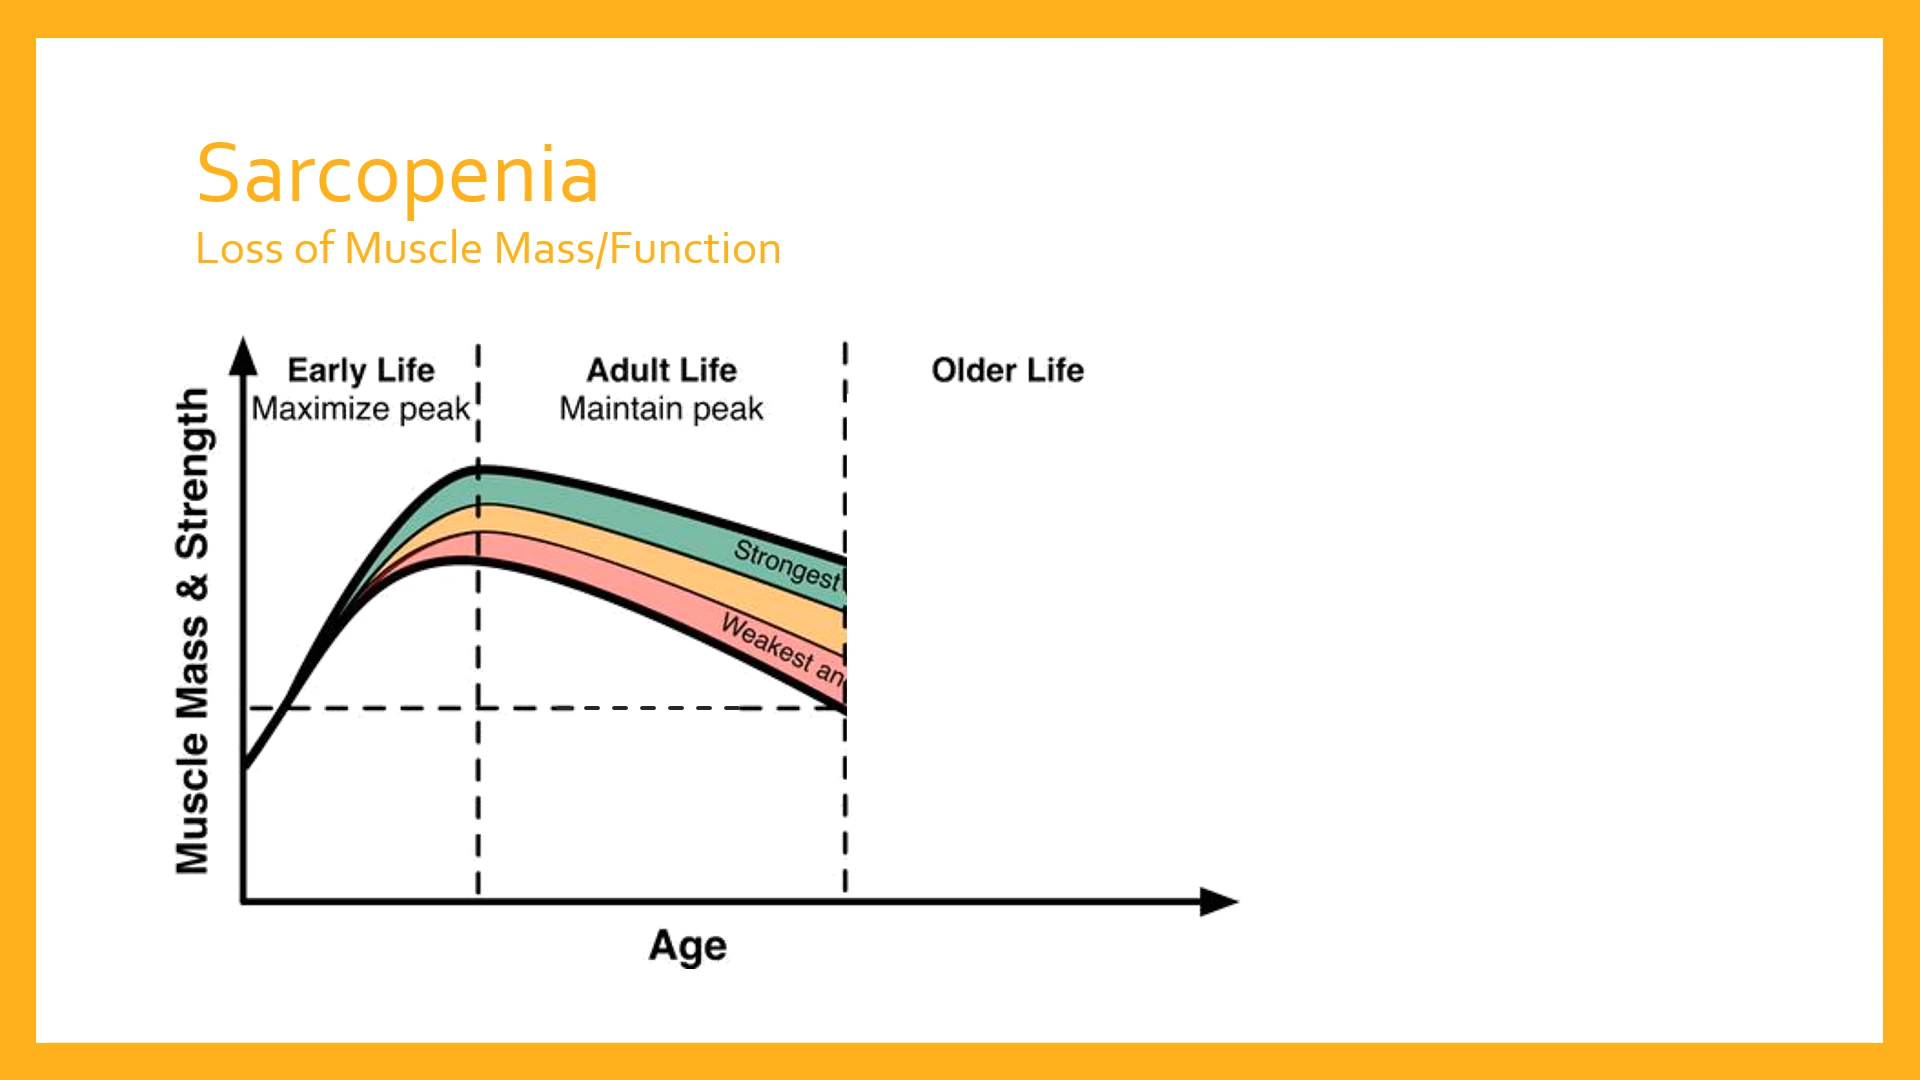 Sarcopenia
Loss of Muscle Mass/Function
Early Life
Maximize peak
Adult Life
Maintain peak
Older Life
Muscle Mass & Strength
Strongest
Weakest an
Age